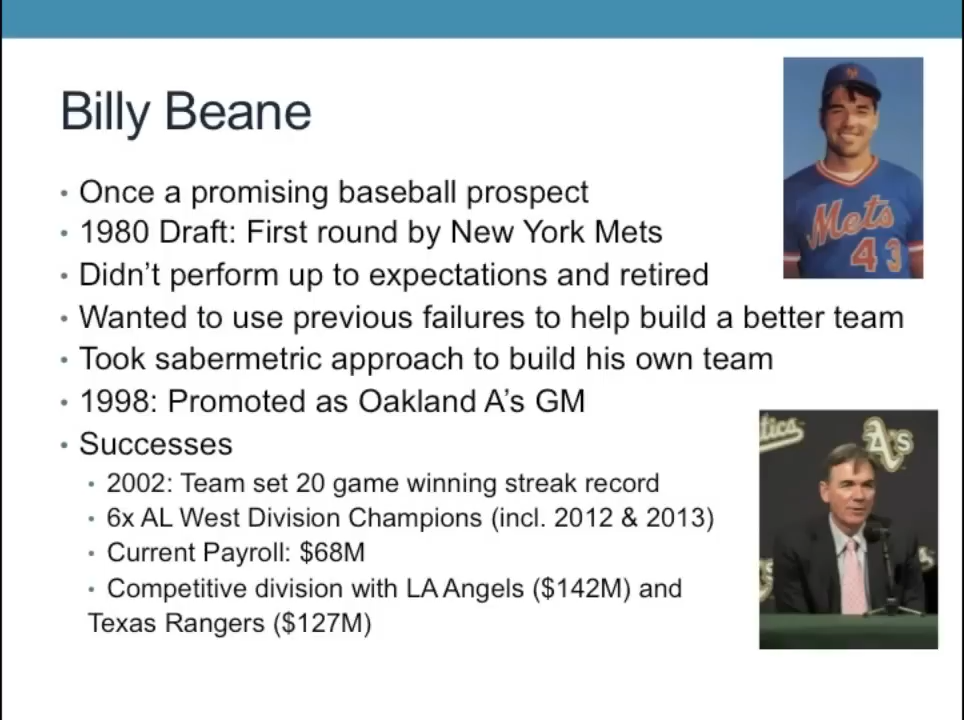 Billy Beane
• Once a promising baseball prospect
• 1980 Draft: First round by New York Mets
• Didn't perform up to expectations and retired
• Wanted to use previous failures to help build a better team
• Took sabermetric approach to build his own team
• 1998: Promoted as Oakland A's GM
• Successes
• 2002: Team set 20 game winning streak record
• 6x AL West Division Champions (incl. 2012 & 2013)
• Current Payroll: $68M
• Competitive division with LA Angels ($142M) and
Texas Rangers ($127M)
Mets
43
tics
A's